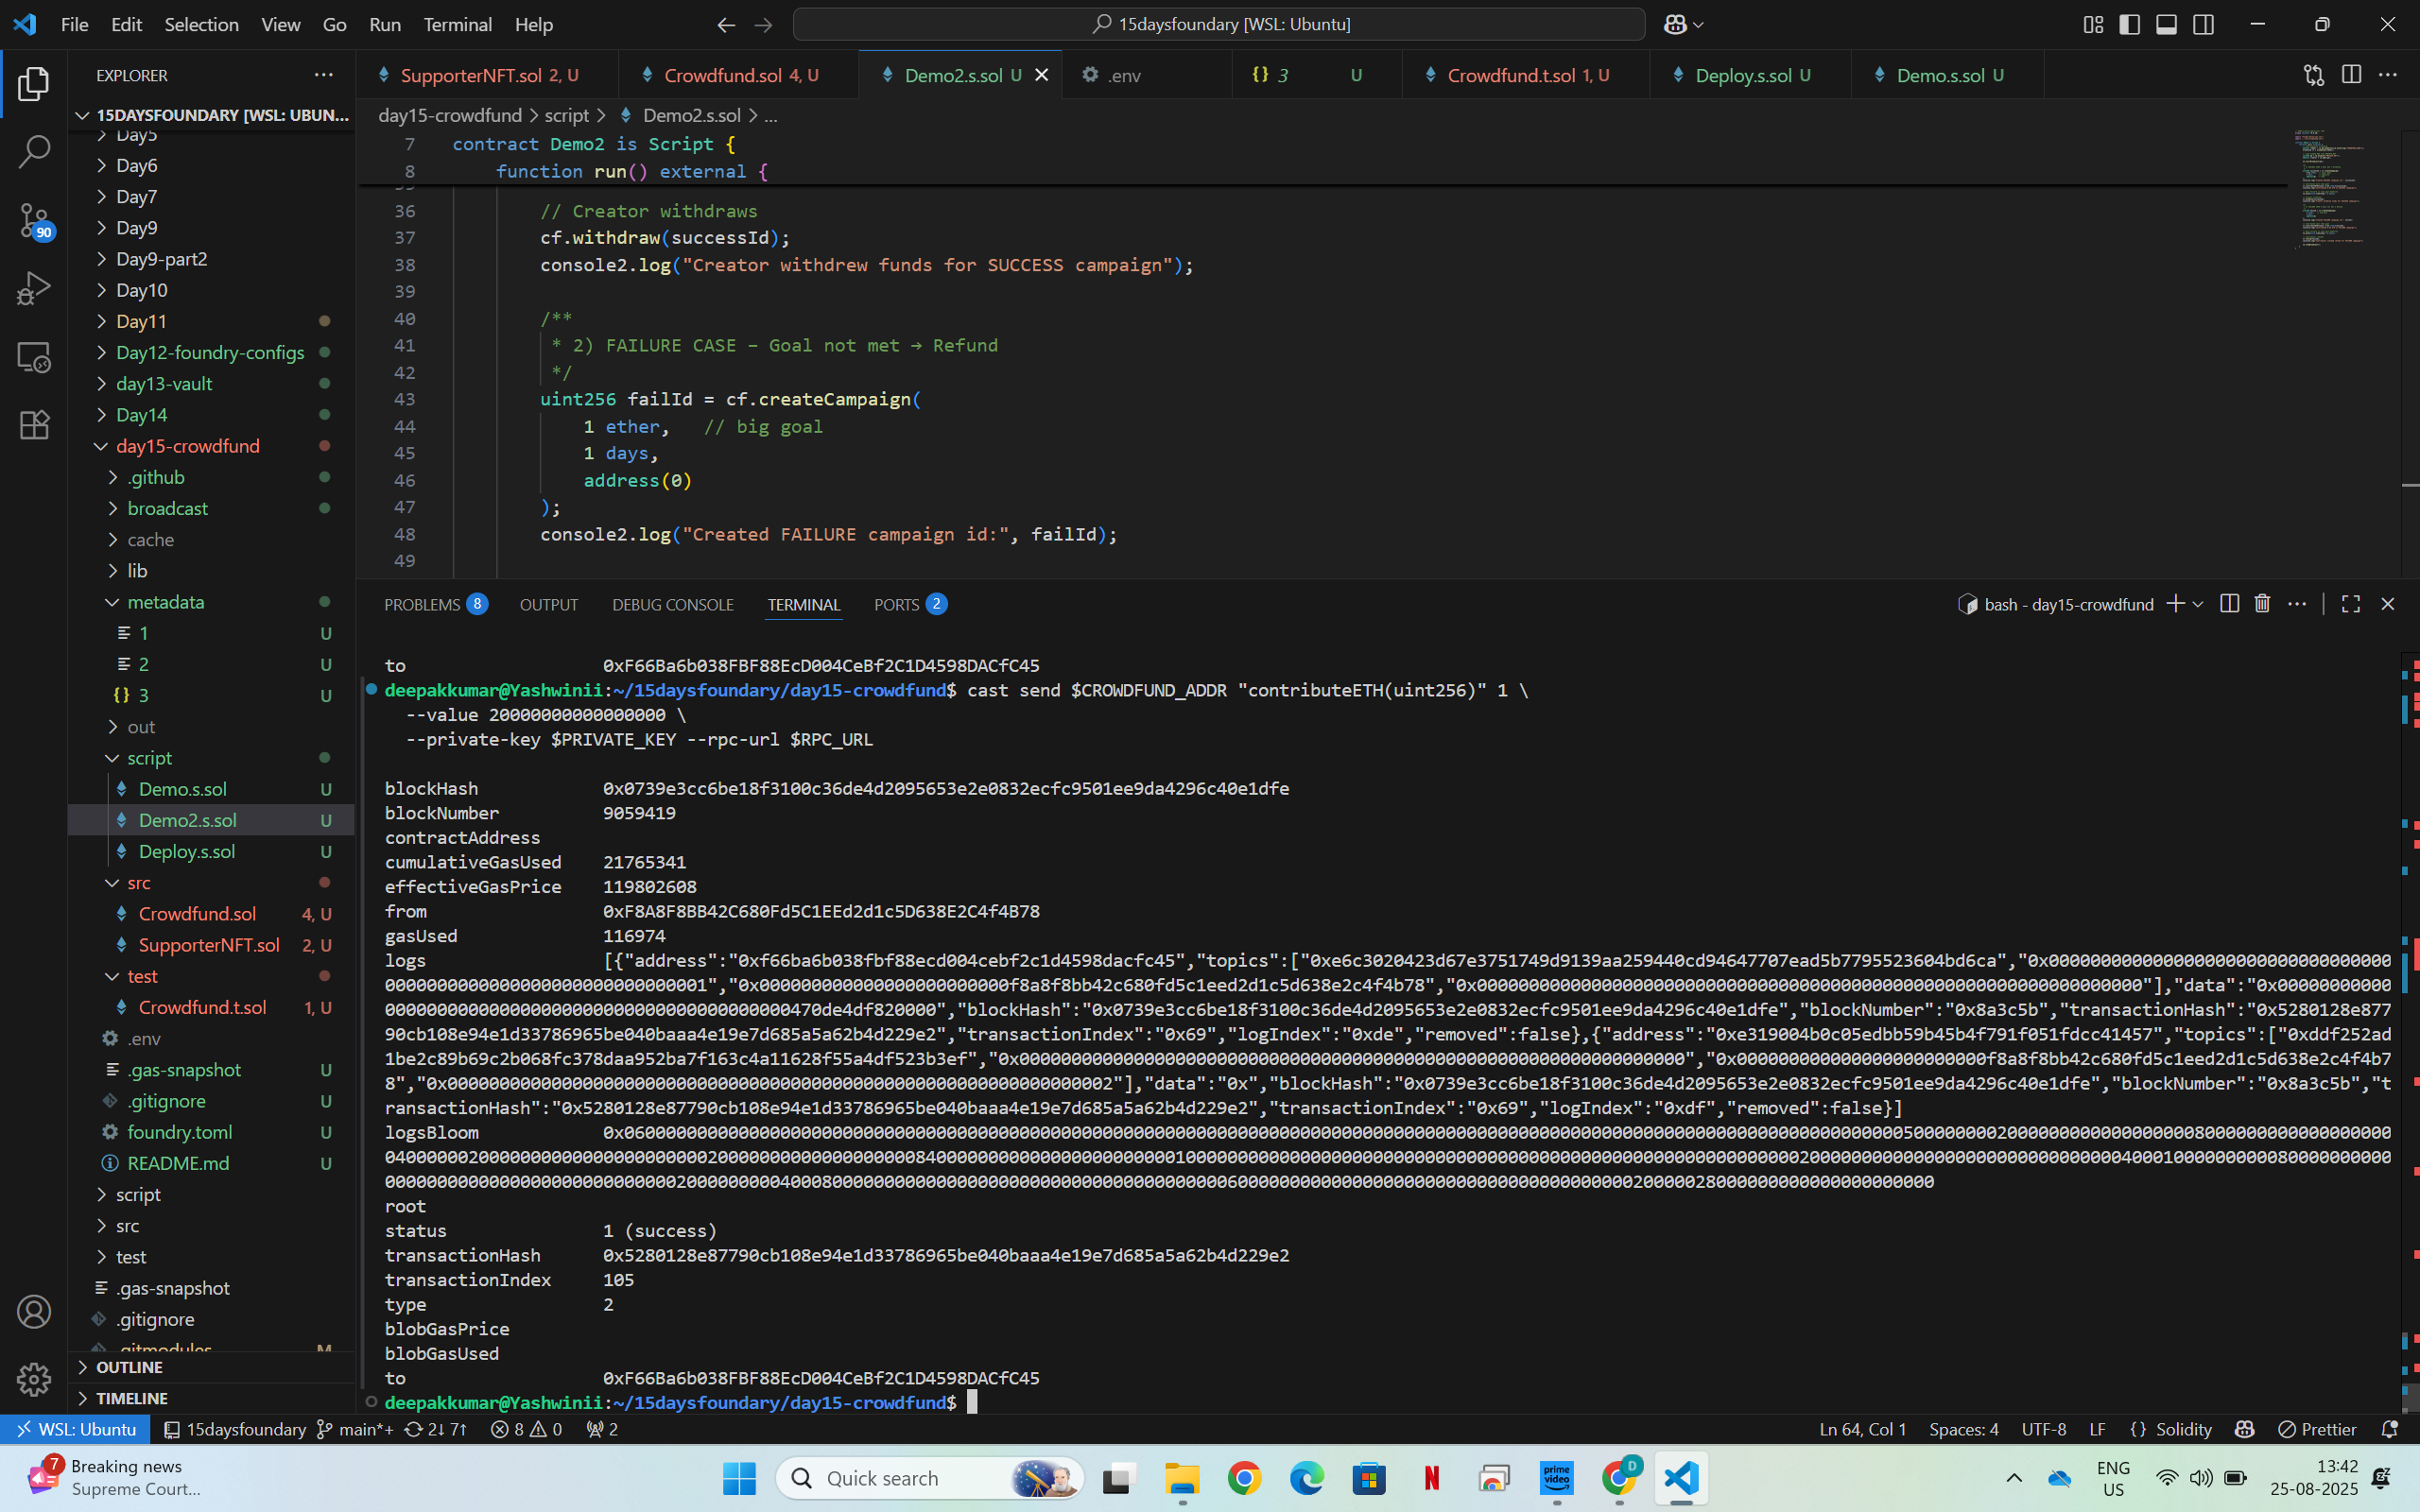 File Edit Selection View Go Run Terminal Help
15daysfoundary [WSL: Ubuntu]
EXPLORER
15DAYSFOUNDARY [WSL: UBUN...
Day5
Day6
Day7
Day9
Day9-part2
Day10
Day11
Day12-foundry-configs
day13-vault
Day14
day15-crowdfund
.github
broadcast
cache
lib
metadata
1 U
2 U
3 U
out
script
Demo.s.sol U
Demo2.s.sol U
Deploy.s.sol U
src
Crowdfund.sol 4, U
SupporterNFT.sol 2, U
test
Crowdfund.t.sol 1, U
.env
.gas-snapshot U
.gitignore U
foundry.toml U
README.md U
script
src
test
.gas-snapshot
.gitignore
.gitmodules M
OUTLINE
TIMELINE
90
SupporterNFT.sol 2, U Crowdfund.sol 4, U Demo2.s.sol U .env {} 3 U Crowdfund.t.sol 1, U Deploy.s.sol U Demo.s.sol U
day15-crowdfund > script > Demo2.s.sol > ...
7 contract Demo2 is Script {
8 function run() external {
36 // Creator withdraws
37 cf.withdraw(successId);
38 console2.log("Creator withdrew funds for SUCCESS campaign");
39
40 /**
41 * 2) FAILURE CASE – Goal not met → Refund
42 */
43 uint256 failId = cf.createCampaign(
44 1 ether, // big goal
45 1 days,
46 address(0)
47 );
48 console2.log("Created FAILURE campaign id:", failId);
49
PROBLEMS 8 OUTPUT DEBUG CONSOLE TERMINAL PORTS 2 bash - day15-crowdfund
to 0xF66Ba6b038FBF88EcD004CeBf2C1D4598DACfC45
deepakkumar@Yashwinii:~/15daysfoundary/day15-crowdfund$ cast send $CROWDFUND_ADDR "contributeETH(uint256)" 1 \
--value 20000000000000000 \
--private-key $PRIVATE_KEY --rpc-url $RPC_URL
blockHash 0x0739e3cc6be18f3100c36de4d2095653e2e0832ecfc9501ee9da4296c40e1dfe
blockNumber 9059419
contractAddress
cumulativeGasUsed 21765341
effectiveGasPrice 119802608
from 0xF8A8F8BB42C680Fd5C1EEd2d1c5D638E2C4f4B78
gasUsed 116974
logs [{"address":"0xf66ba6b038fbf88ecd004cebf2c1d4598dacfc45","topics":["0xe6c3020423d67e3751749d9139aa259440cd94647707ead5b7795523604bd6ca",
"0x000000000000000000000000f8a8f8bb42c680fd5c1eed2d1c5d638e2c4f4b78",
"blockHash":"0x0739e3cc6be18f3100c36de4d2095653e2e0832ecfc9501ee9da4296c40e1dfe","blockNumber":"0x8a3c5b","transactionHash":"0x5280128e877
90cb108e94e1d33786965be040baaa4e19e7d685a5a62b4d229e2","transactionIndex":"0x69","logIndex":"0xde","removed":false},{"address":"0xe319004b0c05edbb59b45b4f791f051fdcc41457","topics":["0xddf252ad
1be2c89b69c2b068fc378daa952ba7f163c4a11628f55a4df523b3ef","0x0000000000000000000000000000000000000000000000000000000000000000","0x000000000000000000000000f8a8f8bb42c680fd5c1eed2d1c5d638e2c4f4b7
8","0x0000000000000000000000000000000000000000000000000000000000000002"],"data":"0x","blockHash":"0x0739e3cc6be18f3100c36de4d2095653e2e0832ecfc9501ee9da4296c40e1dfe","blockNumber":"0x8a3c5b","t
ransactionHash":"0x5280128e87790cb108e94e1d33786965be040baaa4e19e7d685a5a62b4d229e2","transactionIndex":"0x69","logIndex":"0xdf","removed":false}]
logsBloom
root
status 1 (success)
transactionHash 0x5280128e87790cb108e94e1d33786965be040baaa4e19e7d685a5a62b4d229e2
transactionIndex 105
type 2
blobGasPrice
blobGasUsed
to 0xF66Ba6b038FBF88EcD004CeBf2C1D4598DACfC45
deepakkumar@Yashwinii:~/15daysfoundary/day15-crowdfund$
WSL: Ubuntu 15daysfoundary main*+ 2↓ 7↑ 8 0 2 Ln 64, Col 1 Spaces: 4 UTF-8 LF {} Solidity Prettier
7 Breaking news
Supreme Court...
Quick search
prime video
D
ENG
US
13:42
25-08-2025